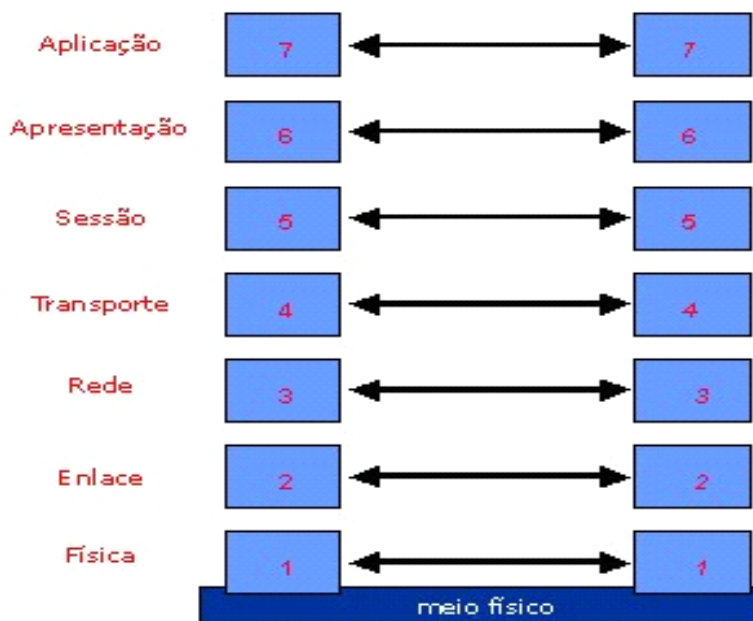 Aplicação 7 7
Apresentação 6 6
Sessão 5 5
Transporte 4 4
Rede 3 3
Enlace 2 2
Física 1 1
meio físico